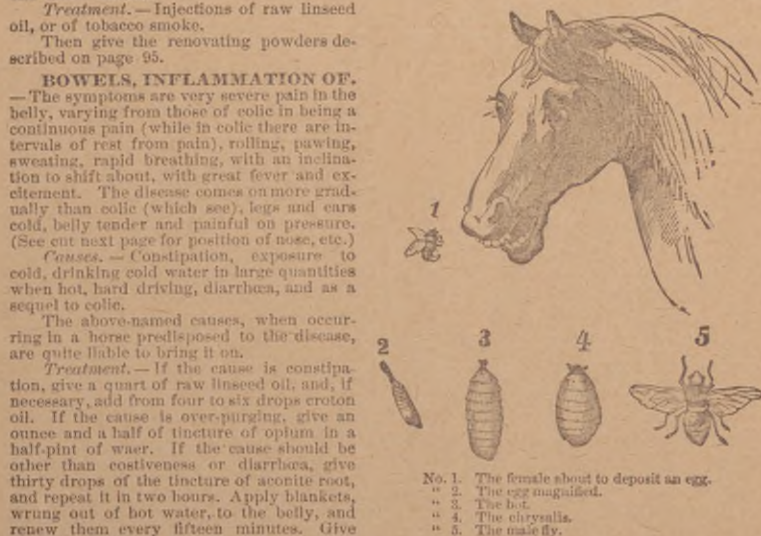 Treatment. — Injections of raw linseed
oil, or of tobacco smoke.
Then give the renovating powders de-
scribed on page 95.
BOWELS, INFLAMMATION OF.
— The symptoms are very severe pain in the
belly, varying from those of colic in being a
continuous pain (while in colic there are in-
tervals of rest from pain), rolling, pawing,
sweating, rapid breathing, with an inclina-
tion to shift about, with great fever and ex-
citement. The disease comes on more grad-
ually than colic (which see), legs and ears
cold, belly tender and painful on pressure.
(See cut next page for position of nose, etc.)
Causes. — Constipation, exposure to
cold, drinking cold water in large quantities
when hot, hard driving, diarrhœa, and as a
sequel to colic.
The above-named causes, when occur-
ring in a horse predisposed to the disease,
are quite liable to bring it on.
Treatment. — If the cause is constipa-
tion, give a quart of raw linseed oil, and, if
necessary, add from four to six drops croton
oil. If the cause is over-purging, give an
ounce and a half of tincture of opium in a
half-pint of waer. If the cause should be
other than costiveness or diarrhœa, give
thirty drops of the tincture of aconite root,
and repeat it in two hours. Apply blankets,
wrung out of hot water, to the belly, and
renew them every fifteen minutes. Give
1
2
3
4
5
No. 1. The female about to deposit an egg.
" 2. The egg magnified.
" 3. The bot.
" 4. The chrysalis.
" 5. The male fly.